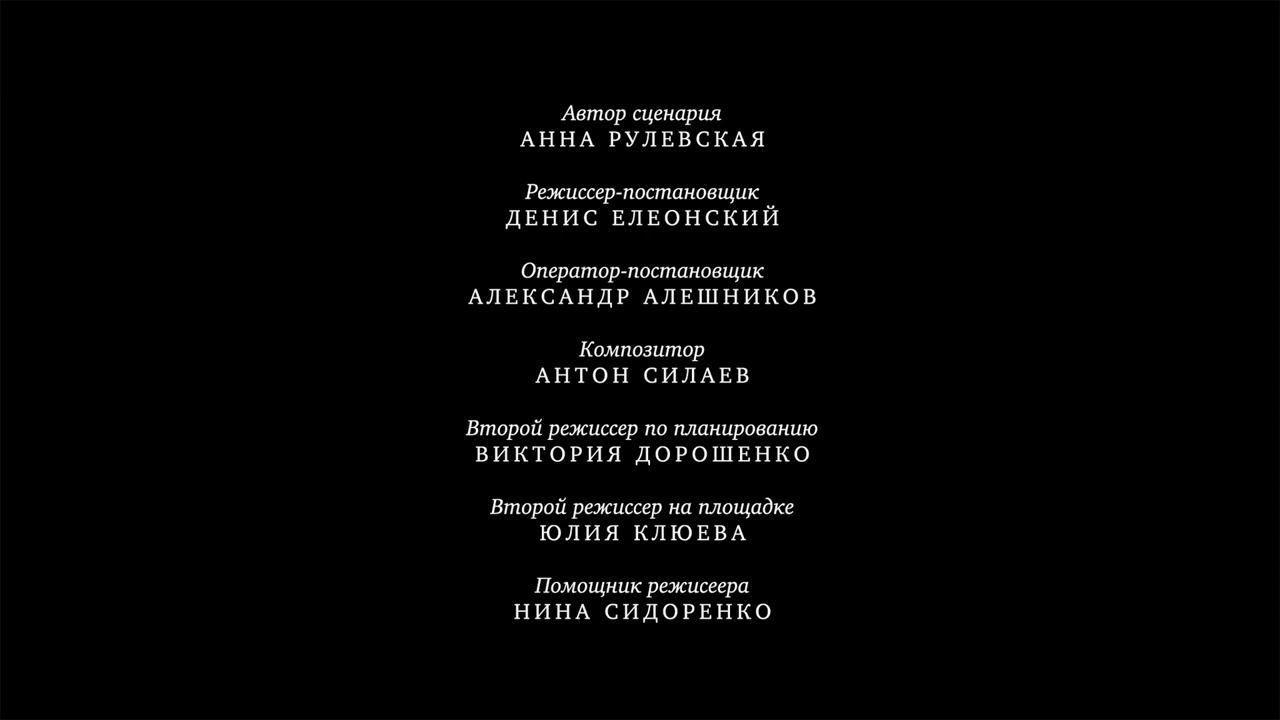 Автор сценария
АННА РУЛЕВСКАЯ
Режиссер-постановщик
ДЕНИС ЕЛЕОНСКИЙ
Оператор-постановщик
АЛЕКСАНДР АЛЕШНИКОВ
Композитор
АНТОН СИЛАЕВ
Второй режиссер по планированию
ВИКТОРИЯ ДОРОШЕНКО
Второй режиссер на площадке
ЮЛИЯ КЛЮЕВА
Помощник режисеера
НИНА СИДОРЕНКО